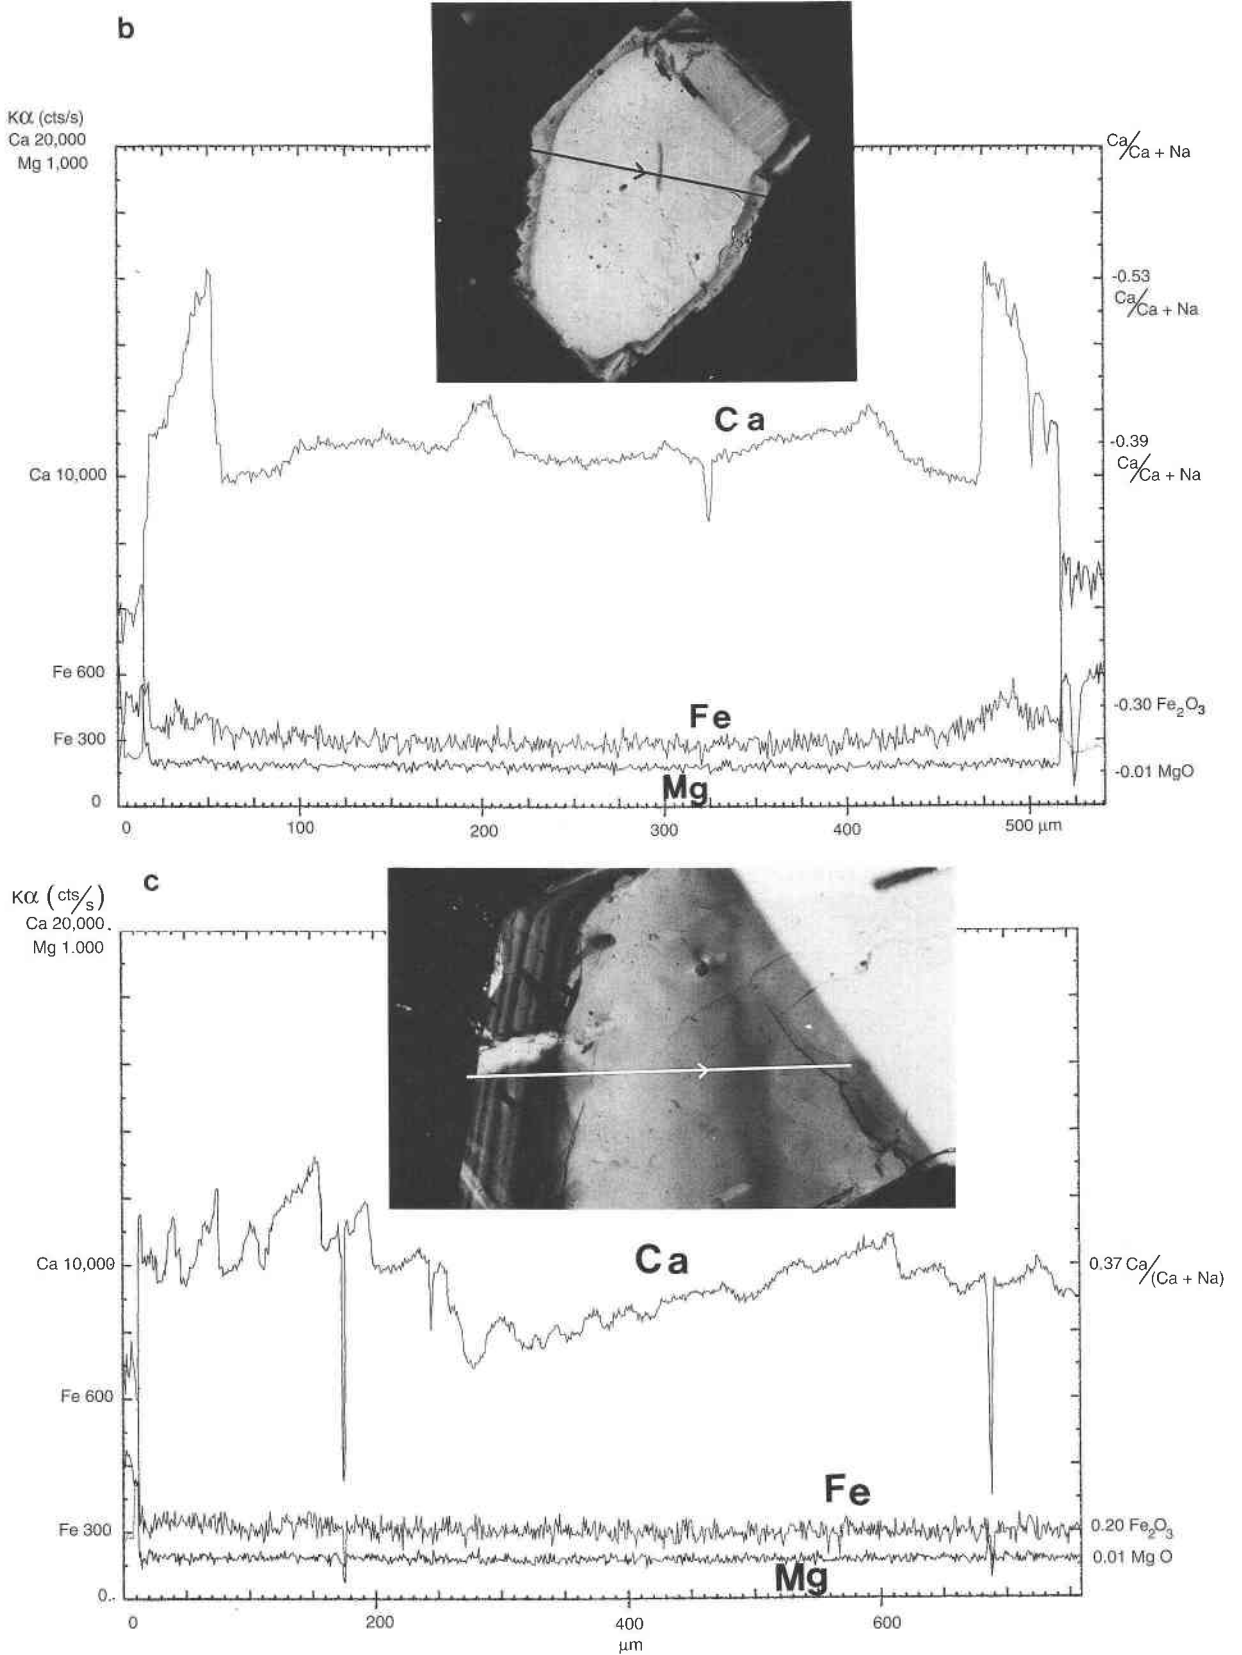 b
Kα (cts/s)
Ca 20,000
Mg 1,000
Ca/Ca + Na
-0.53
Ca/Ca + Na
Ca
-0.39
Ca/Ca + Na
Ca 10,000
Fe 600
Fe
-0.30 Fe₂O₃
Fe 300
-0.01 MgO
Mg
0
0 100 200 300 400 500 μm
c
Kα (cts/s)
Ca 20,000.
Mg 1.000
Ca
Ca 10,000
0.37 Ca/(Ca + Na)
Fe 600
Fe
Fe 300
0.20 Fe₂O₃
0.01 Mg O
Mg
0..
0 200 400 600
μm